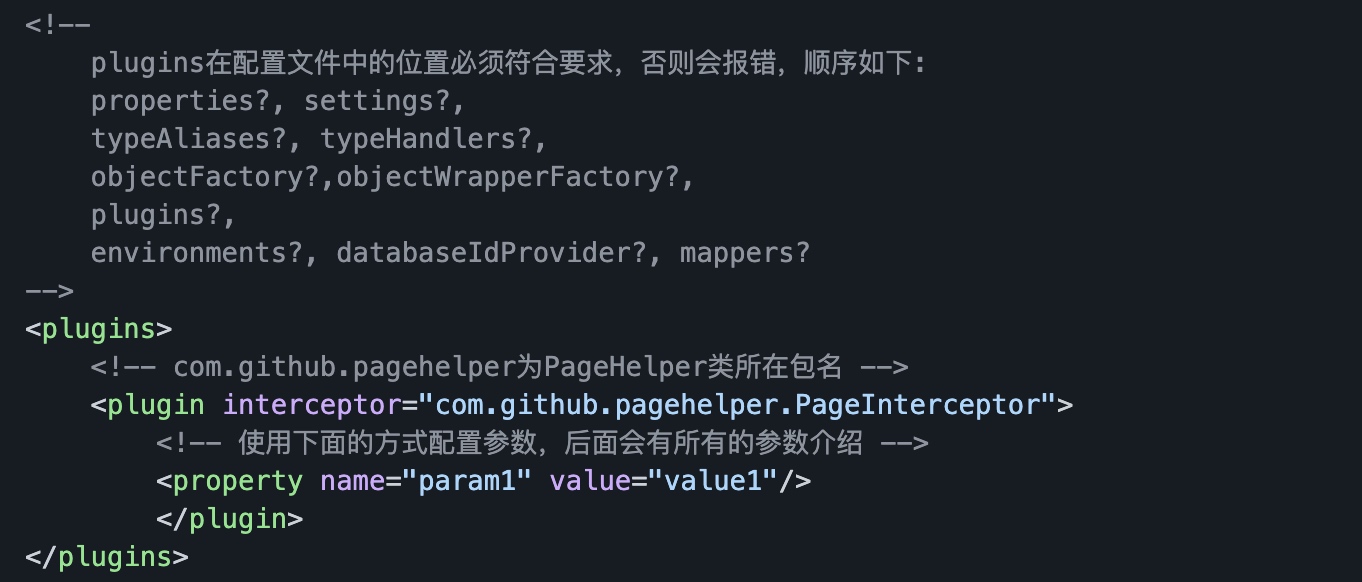 <!--
    plugins在配置文件中的位置必须符合要求，否则会报错，顺序如下:
    properties?, settings?,
    typeAliases?, typeHandlers?,
    objectFactory?,objectWrapperFactory?,
    plugins?,
    environments?, databaseIdProvider?, mappers?
-->
<plugins>
    <!-- com.github.pagehelper为PageHelper类所在包名 -->
    <plugin interceptor="com.github.pagehelper.PageInterceptor">
        <!-- 使用下面的方式配置参数，后面会有所有的参数介绍 -->
        <property name="param1" value="value1"/>
        </plugin>
</plugins>